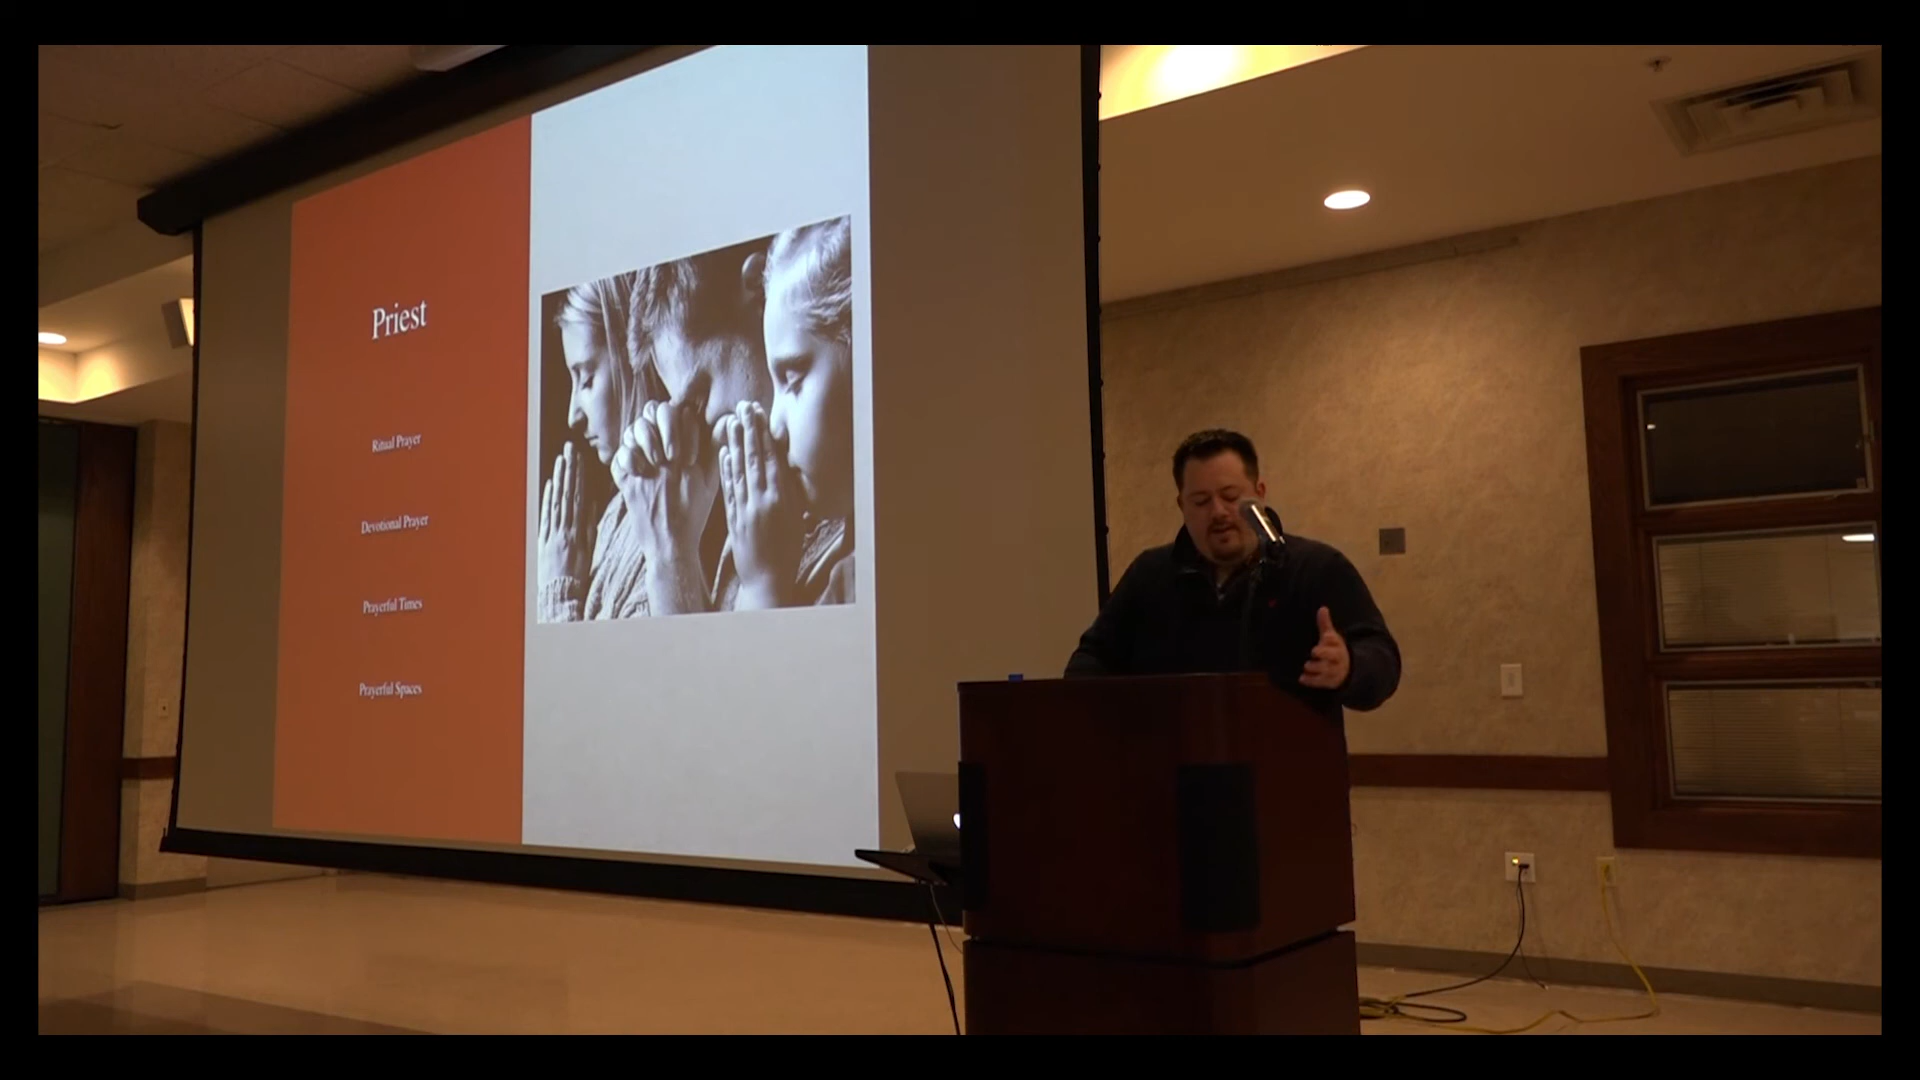 Priest
Ritual Prayer
Devotional Prayer
Prayerful Times
Prayerful Spaces